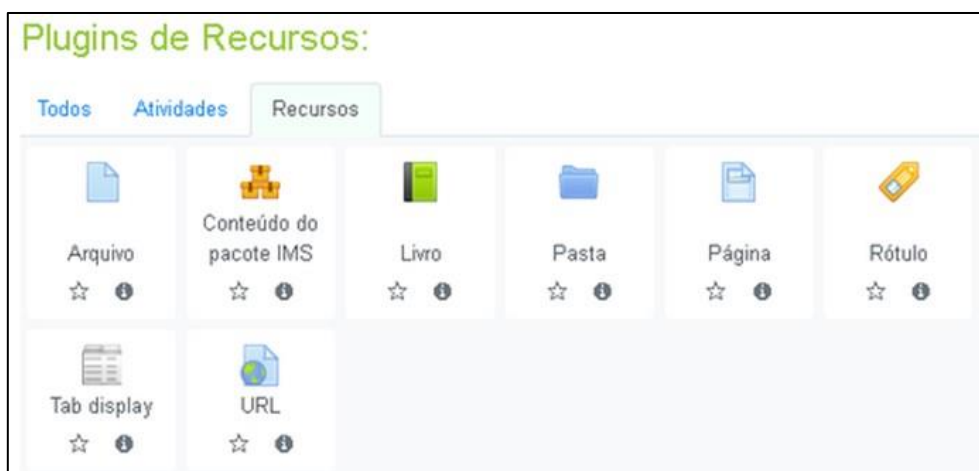 Plugins de Recursos:
Todos Atividades Recursos
Arquivo
Conteúdo do
pacote IMS
Livro
Pasta
Página
Rótulo
Tab display
URL